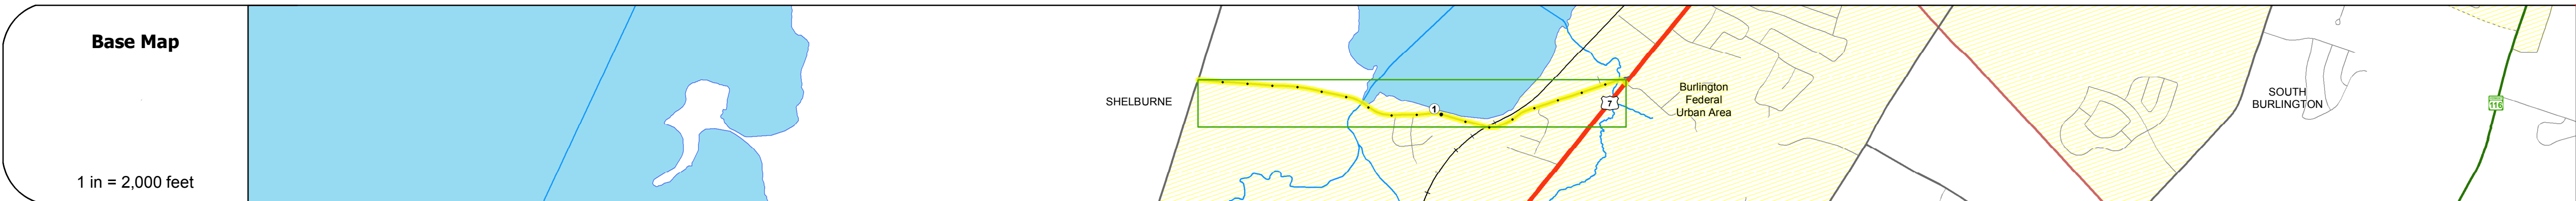 Base Map
1 in = 2,000 feet
SHELBURNE
1
7
Burlington
Federal
Urban Area
SOUTH
BURLINGTON
116